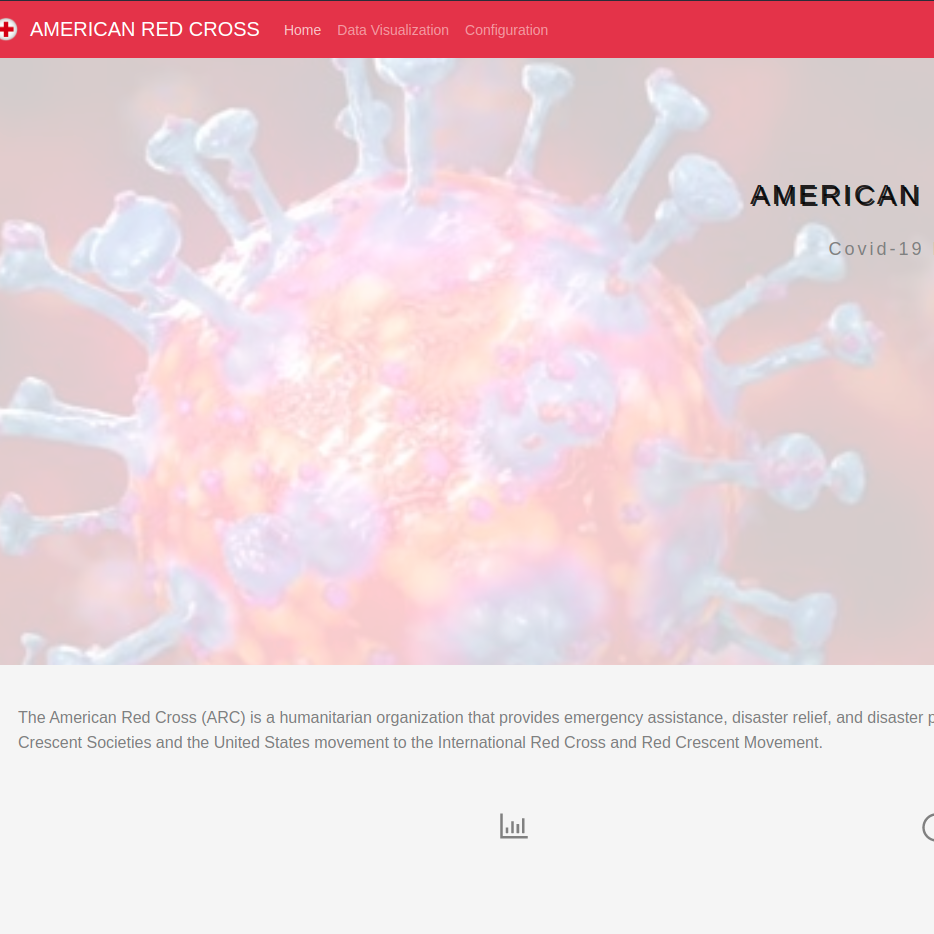 AMERICAN RED CROSS Home Data Visualization Configuration
AMERICAN
Covid-19
The American Red Cross (ARC) is a humanitarian organization that provides emergency assistance, disaster relief, and disaster
Crescent Societies and the United States movement to the International Red Cross and Red Crescent Movement.